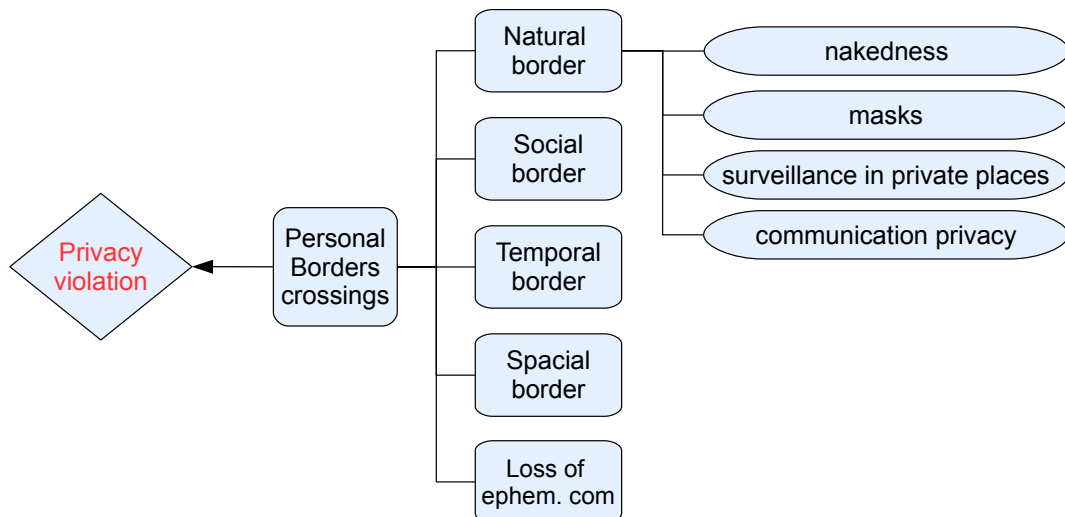 Natural
border
nakedness
masks
Social
border
surveillance in private places
communication privacy
Privacy
violation
Personal
Borders
crossings
Temporal
border
Spacial
border
Loss of
ephem. com